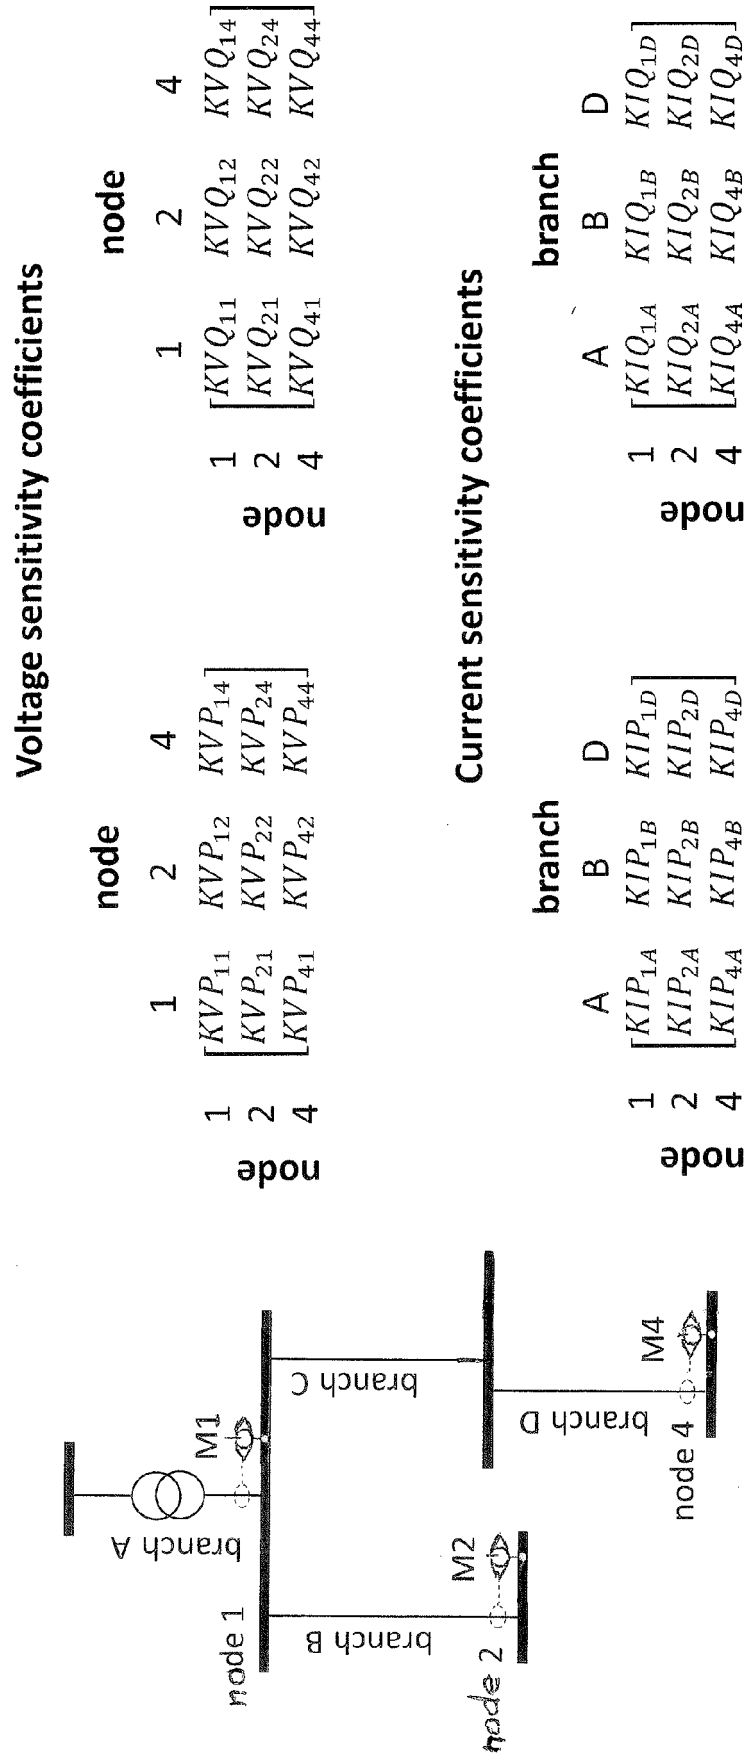 Voltage sensitivity coefficients
node
1 2 4
node
1 KVP₁₁ KVP₁₂ KVP₁₄
2 KVP₂₁ KVP₂₂ KVP₂₄
4 KVP₄₁ KVP₄₂ KVP₄₄
node
1 2 4
node
1 KVQ₁₁ KVQ₁₂ KVQ₁₄
2 KVQ₂₁ KVQ₂₂ KVQ₂₄
4 KVQ₄₁ KVQ₄₂ KVQ₄₄
Current sensitivity coefficients
branch
A B D
node
1 KIP₁A KIP₁B KIP₁D
2 KIP₂A KIP₂B KIP₂D
4 KIP₄A KIP₄B KIP₄D
branch
A B D
node
1 KIQ₁A KIQ₁B KIQ₁D
2 KIQ₂A KIQ₂B KIQ₂D
4 KIQ₄A KIQ₄B KIQ₄D
branch A
M1
node 1
branch B
branch C
node 2
M2
branch D
node 4
M4